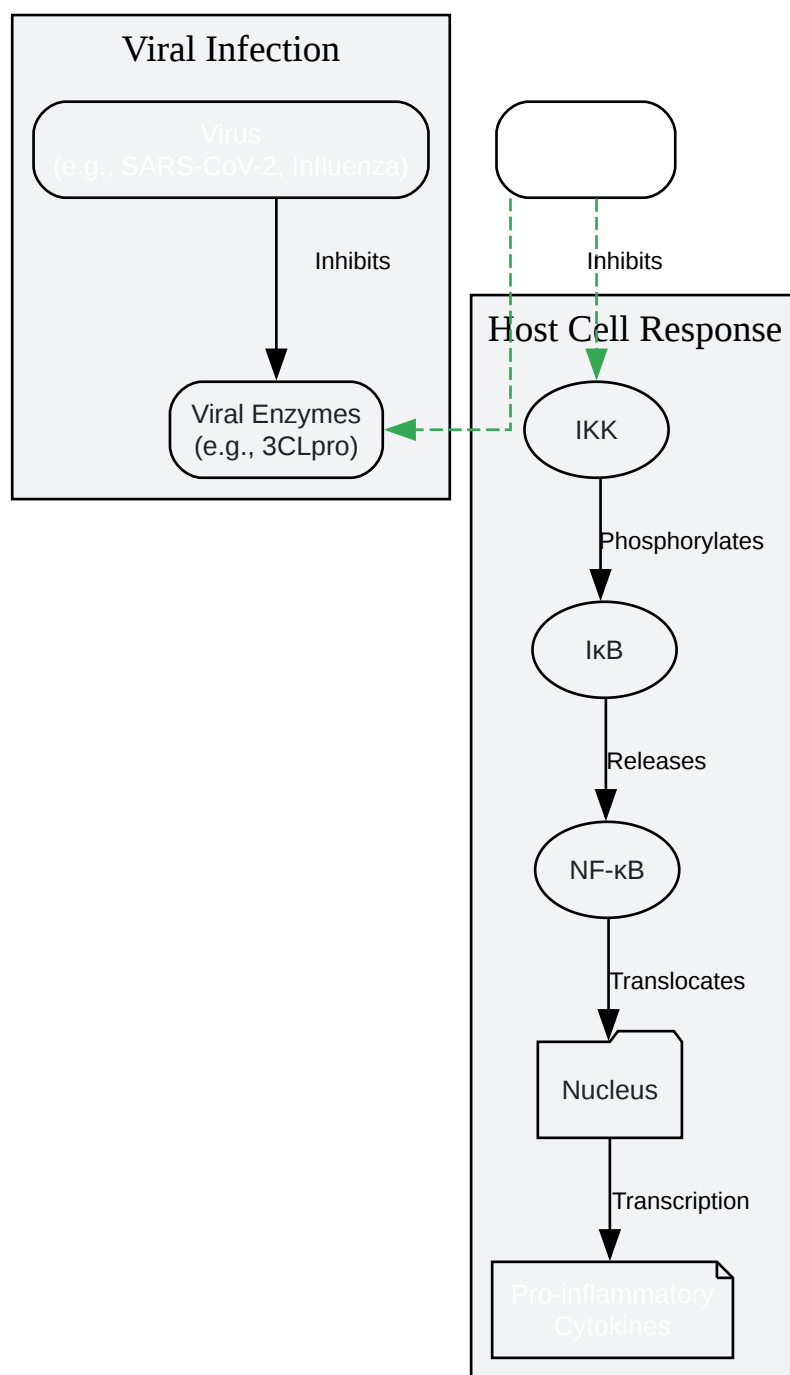 Viral Infection
Virus
(e.g., SARS-CoV-2, Influenza)
Inhibits
Inhibits
Host Cell Response
Viral Enzymes
(e.g., 3CLpro)
IKK
Phosphorylates
IκB
Releases
NF-κB
Translocates
Nucleus
Transcription
Pro-inflammatory
Cytokines